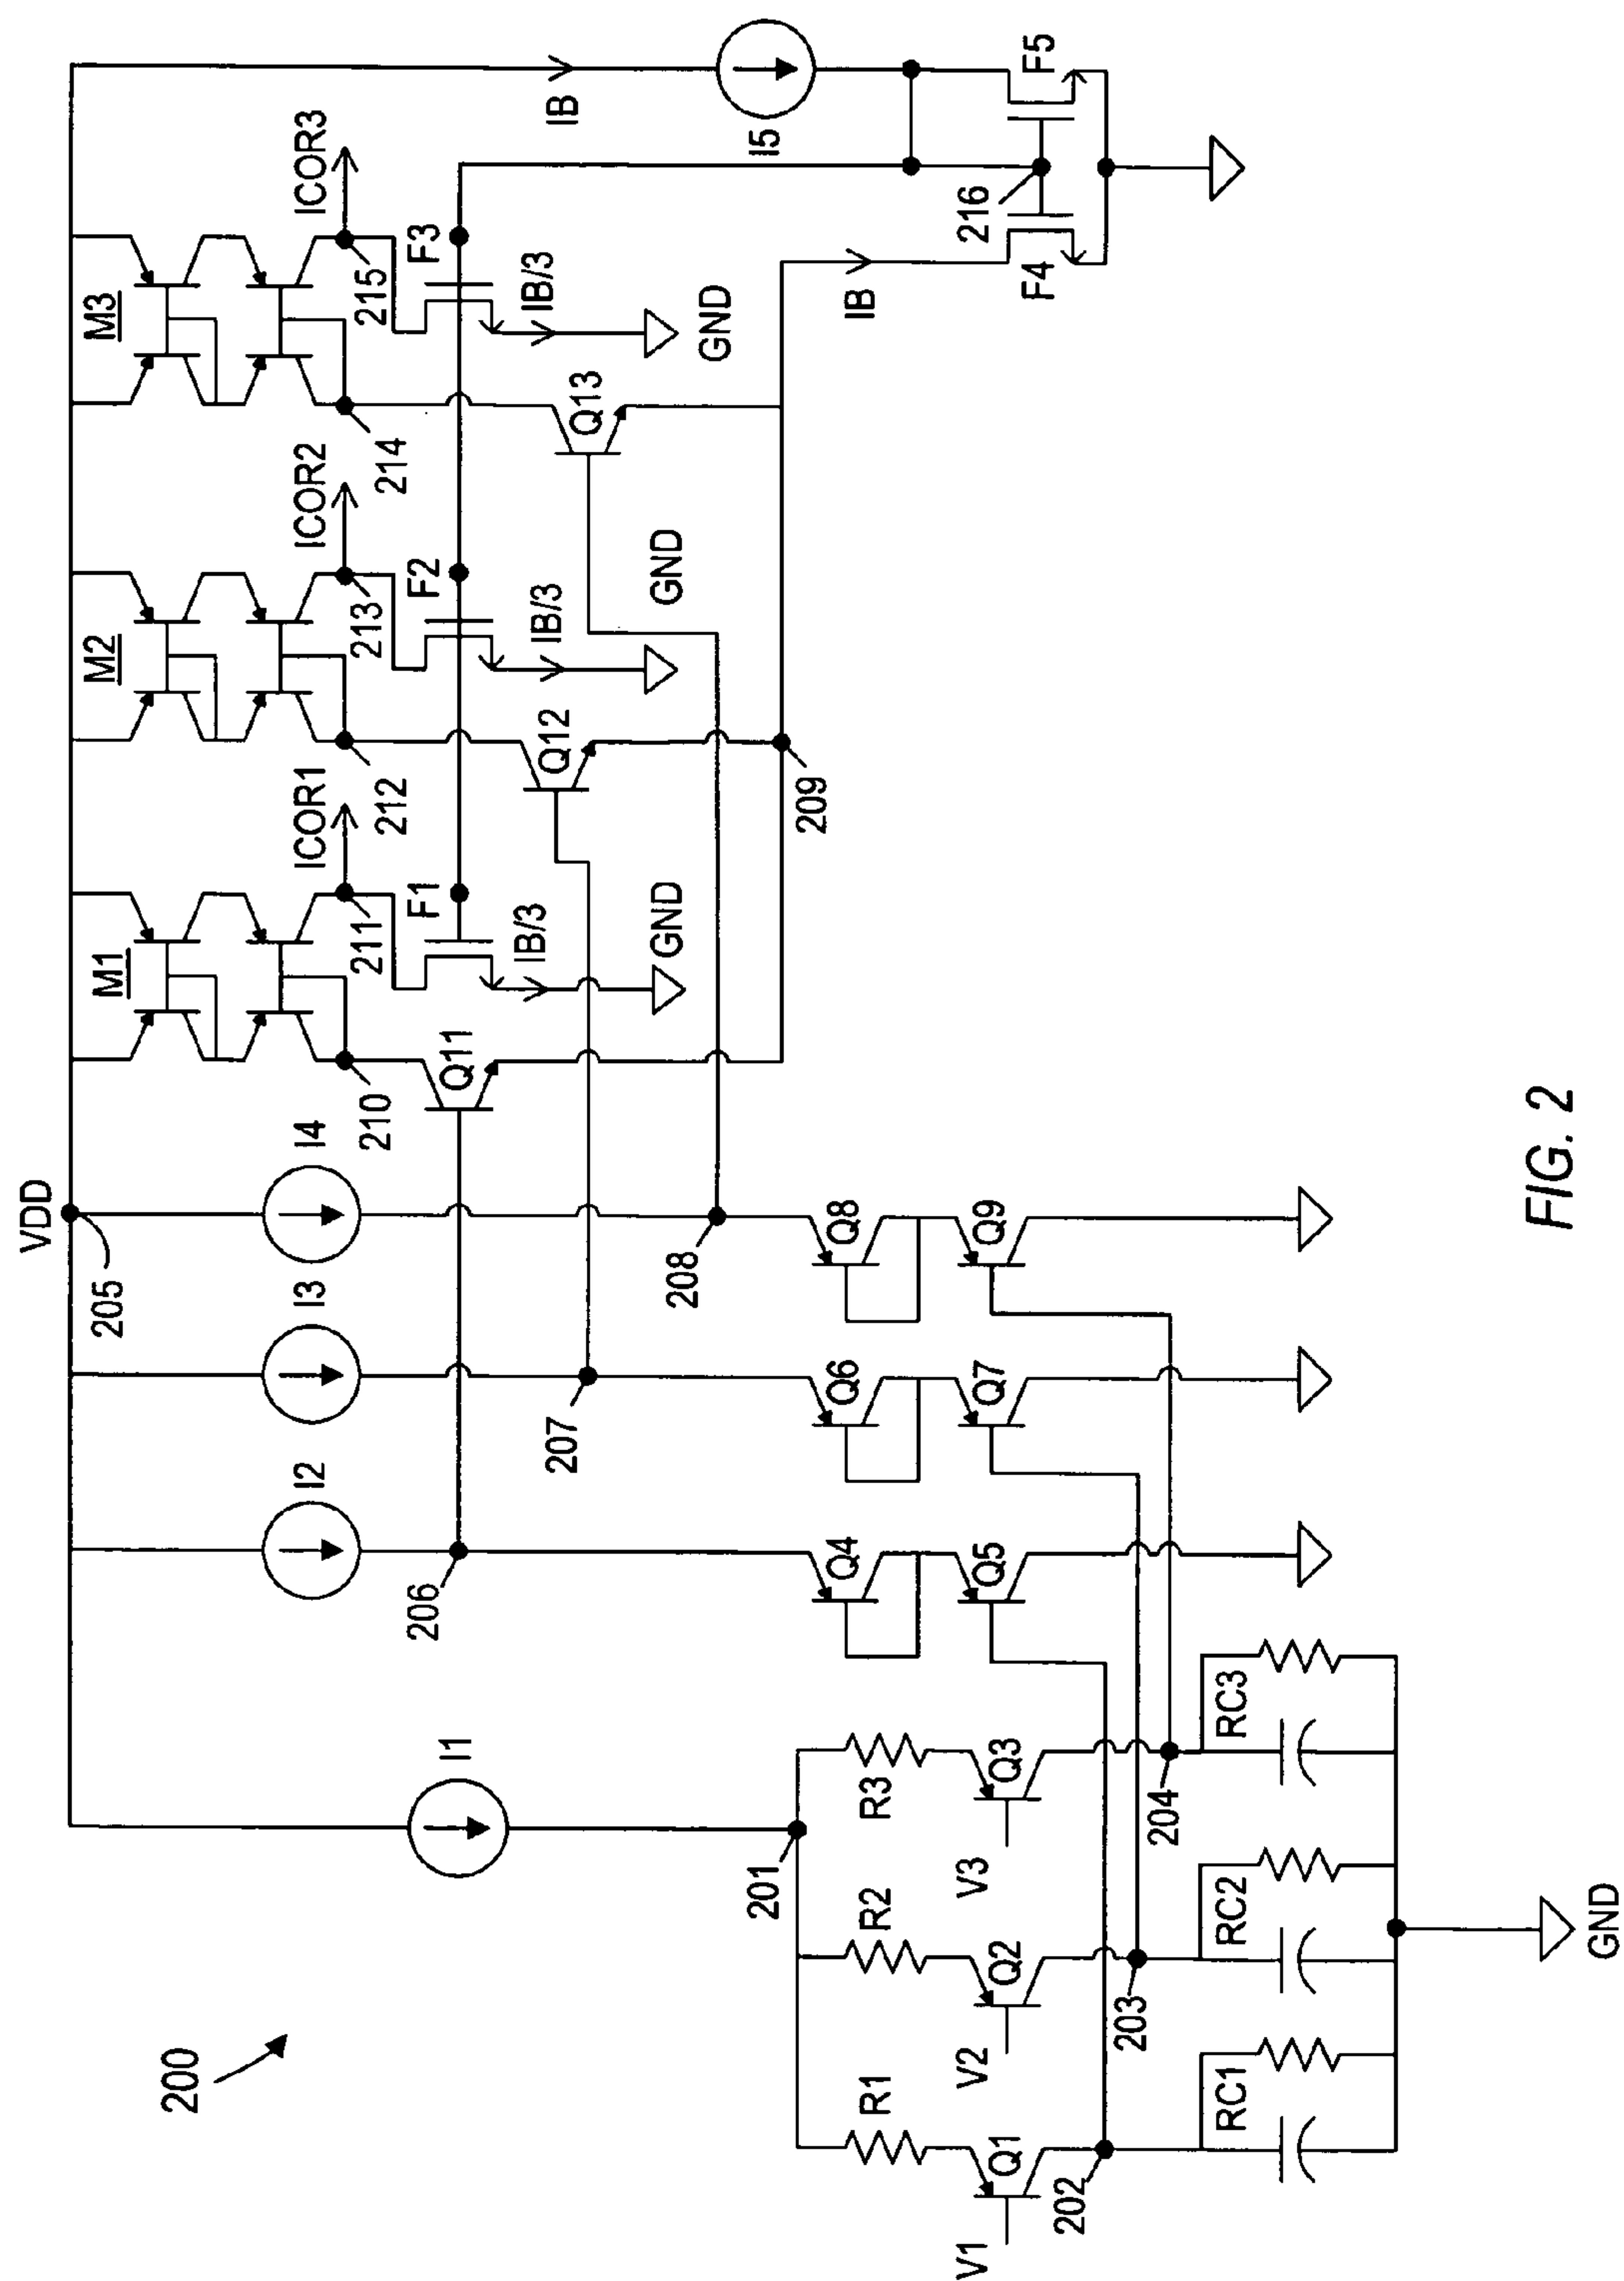 200
VDD
205
I1
I2
I3
I4
M1
M2
M3
ICOR1
ICOR2
ICOR3
IB
I5
210
211
212
213
214
215
F1
F2
F3
IB/3
IB/3
IB/3
GND
GND
GND
Q11
Q12
Q13
206
207
208
209
IB
216
F4
F5
201
R1
R2
R3
Q4
Q6
Q8
V1
V2
V3
Q1
Q2
Q3
Q5
Q7
Q9
202
203
204
RC1
RC2
RC3
GND
FIG. 2